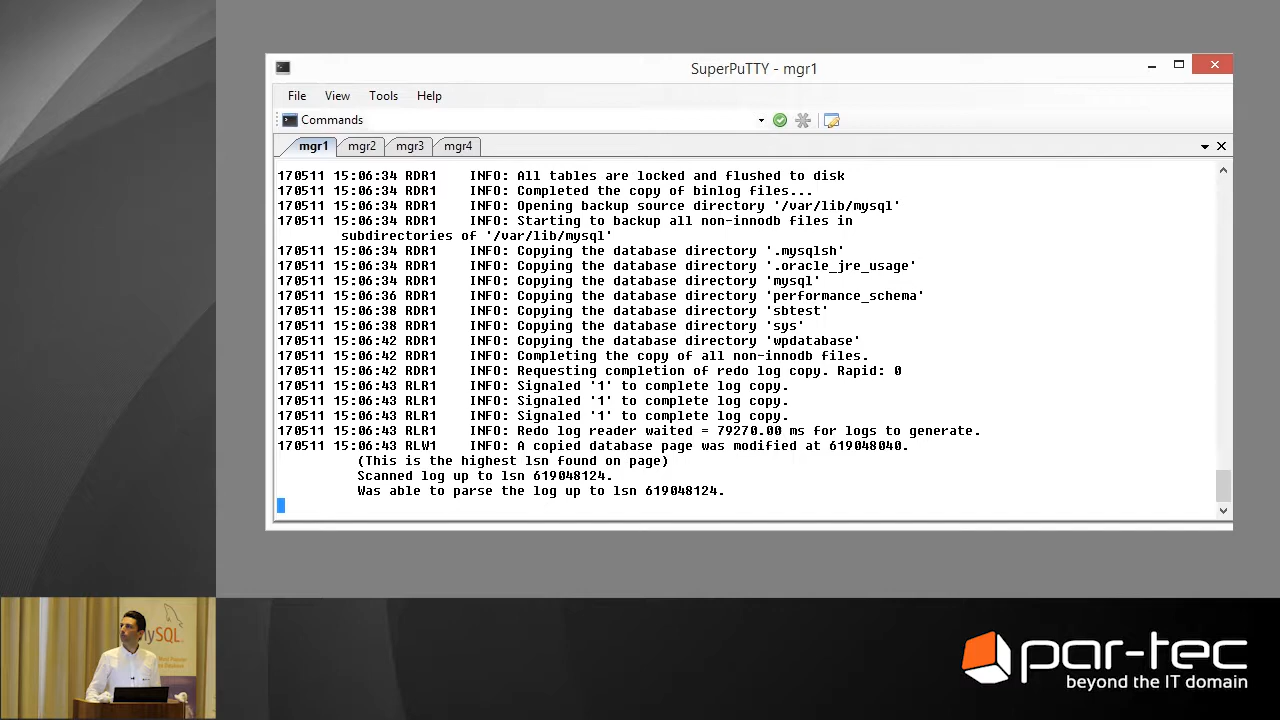 SuperPuTTY - mgr1
File View Tools Help
Commands
mgr1 mgr2 mgr3 mgr4
170511 15:06:34 RDR1 INFO: All tables are locked and flushed to disk
170511 15:06:34 RDR1 INFO: Completed the copy of binlog files...
170511 15:06:34 RDR1 INFO: Opening backup source directory '/var/lib/mysql'
170511 15:06:34 RDR1 INFO: Starting to backup all non-innodb files in
subdirectories of '/var/lib/mysql'
170511 15:06:34 RDR1 INFO: Copying the database directory '.mysqlsh'
170511 15:06:34 RDR1 INFO: Copying the database directory '.oracle_jre_usage'
170511 15:06:34 RDR1 INFO: Copying the database directory 'mysql'
170511 15:06:36 RDR1 INFO: Copying the database directory 'performance_schema'
170511 15:06:38 RDR1 INFO: Copying the database directory 'sbtest'
170511 15:06:38 RDR1 INFO: Copying the database directory 'sys'
170511 15:06:42 RDR1 INFO: Copying the database directory 'wpdatabase'
170511 15:06:42 RDR1 INFO: Completing the copy of all non-innodb files.
170511 15:06:42 RDR1 INFO: Requesting completion of redo log copy. Rapid: 0
170511 15:06:43 RLR1 INFO: Signaled '1' to complete log copy.
170511 15:06:43 RLR1 INFO: Signaled '1' to complete log copy.
170511 15:06:43 RLR1 INFO: Signaled '1' to complete log copy.
170511 15:06:43 RLR1 INFO: Redo log reader waited = 79270.00 ms for logs to generate.
170511 15:06:43 RLW1 INFO: A copied database page was modified at 619048040.
(This is the highest lsn found on page)
Scanned log up to lsn 619048124.
Was able to parse the log up to lsn 619048124.
MySQL
par-tec
beyond the IT domain